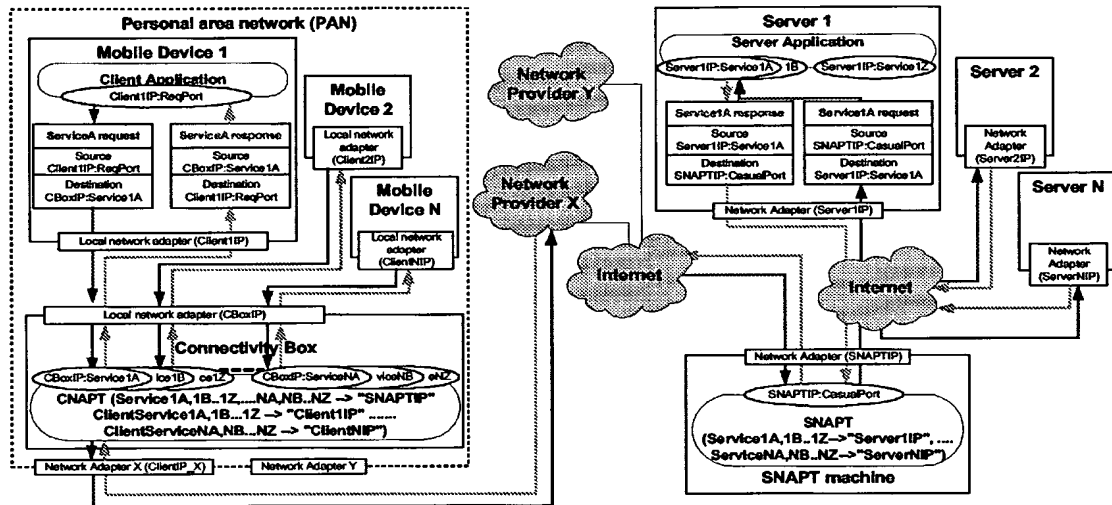 Personal area network (PAN)
Mobile Device 1
Client Application
Client1IP:ReqPort
ServiceA request
Source
Client1IP:ReqPort
Destination
CBoxIP:Service1A
ServiceA response
Source
CBoxIP:Service1A
Destination
Client1IP:ReqPort
Local network adapter (Client1IP)
Mobile
Device 2
Local network
adapter
(Client2IP)
Mobile
Device N
Local network
adapter
(ClientNIP)
Local network adapter (CBoxIP)
Connectivity Box
CBoxIP:Service1A
ice1B
ce1Z
CBoxIP:ServiceNA
viceNB
eNZ
CNAPT (Service1A,1B..1Z,....NA,NB..NZ --> "SNAPTIP"
ClientService1A,1B...1Z --> "Client1IP" .......
ClientServiceNA,NB...NZ --> "ClientNIP")
Network Adapter X (ClientIP_X)
Network Adapter Y
Network
Provider Y
Network
Provider X
Internet
Server 1
Server Application
Server1IP:Service1A
1B
Server1IP:Service1Z
Service1A response
Source
Server1IP:Service1A
Destination
SNAPTIP:CasualPort
Service1A request
Source
SNAPTIP:CasualPort
Destination
Server1IP:Service1A
Network Adapter (Server1IP)
Server 2
Network
Adapter
(Server2IP)
Server N
Network
Adapter
(ServerNIP)
Internet
Network Adapter (SNAPTIP)
SNAPTIP:CasualPort
SNAPT
(Service1A,1B..1Z-->"Server1IP", ....
ServiceNA,NB..NZ-->"ServerNIP")
SNAPT machine